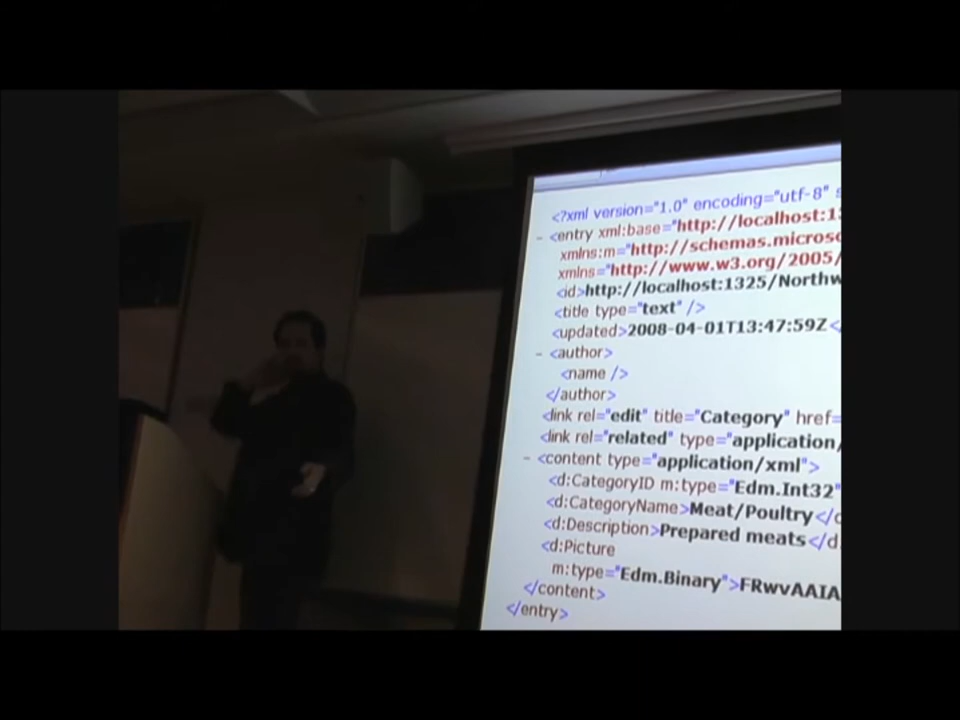 <?xml version="1.0" encoding="utf-8" s
- <entry xml:base="http://localhost:13
xmlns:m="http://schemas.microso
xmlns="http://www.w3.org/2005/
<id>http://localhost:1325/Northw
<title type="text" />
<updated>2008-04-01T13:47:59Z<
- <author>
<name />
</author>
<link rel="edit" title="Category" href=
<link rel="related" type="application/
- <content type="application/xml">
<d:CategoryID m:type="Edm.Int32"
<d:CategoryName>Meat/Poultry</d
<d:Description>Prepared meats</d
<d:Picture
m:type="Edm.Binary">FRwvAAIA
</content>
</entry>